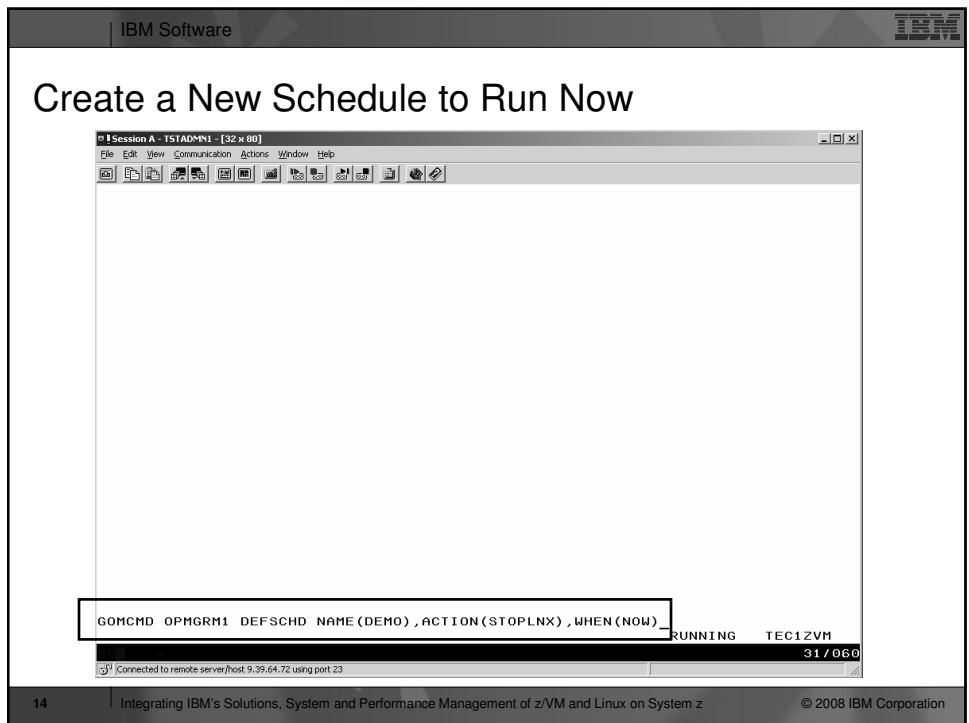 IBM Software
IBM
Create a New Schedule to Run Now
Session A - TSTADMN1 - [32 x 80]
File Edit View Communication Actions Window Help
GOMCMD OPMGRM1 DEFSCHD NAME(DEMO),ACTION(STOPLNX),WHEN(NOW)_
RUNNING TEC1ZVM
31/060
Connected to remote server/host 9.39.64.72 using port 23
14 Integrating IBM's Solutions, System and Performance Management of z/VM and Linux on System z © 2008 IBM Corporation